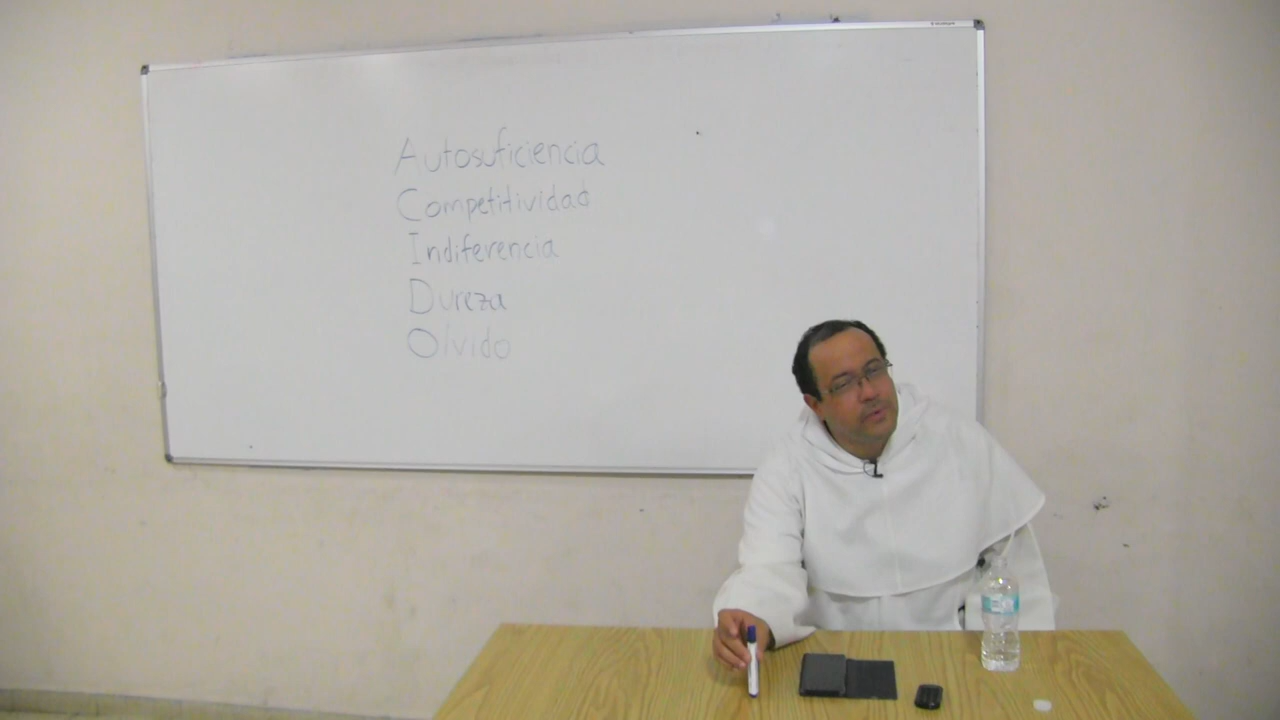 Autosuficiencia
Competitividad
Indiferencia
Dureza
Olvido